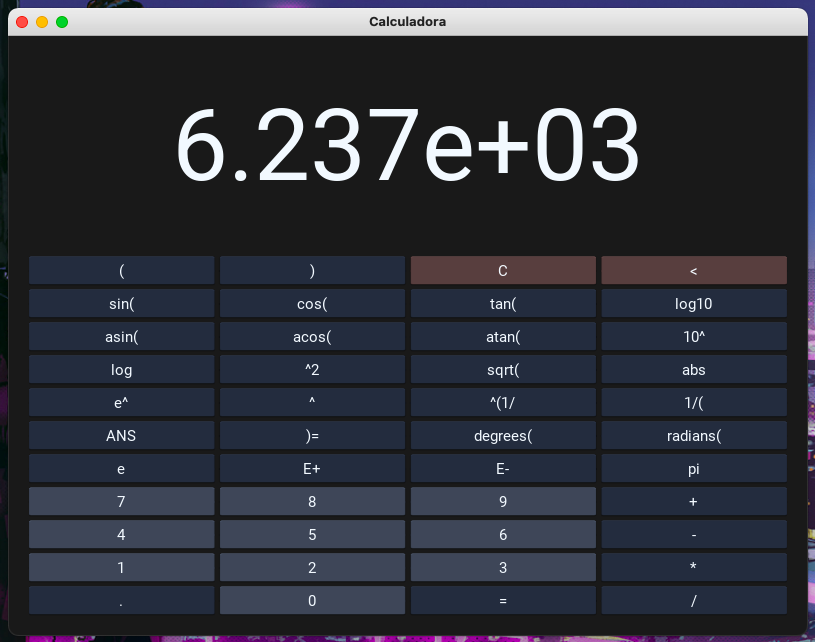 Calculadora
6.237e+03
( ) C <
sin( cos( tan( log10
asin( acos( atan( 10^
log ^2 sqrt( abs
e^ ^ ^(1/ 1/(
ANS )= degrees( radians(
e E+ E- pi
7 8 9 +
4 5 6 -
1 2 3 *
. 0 = /